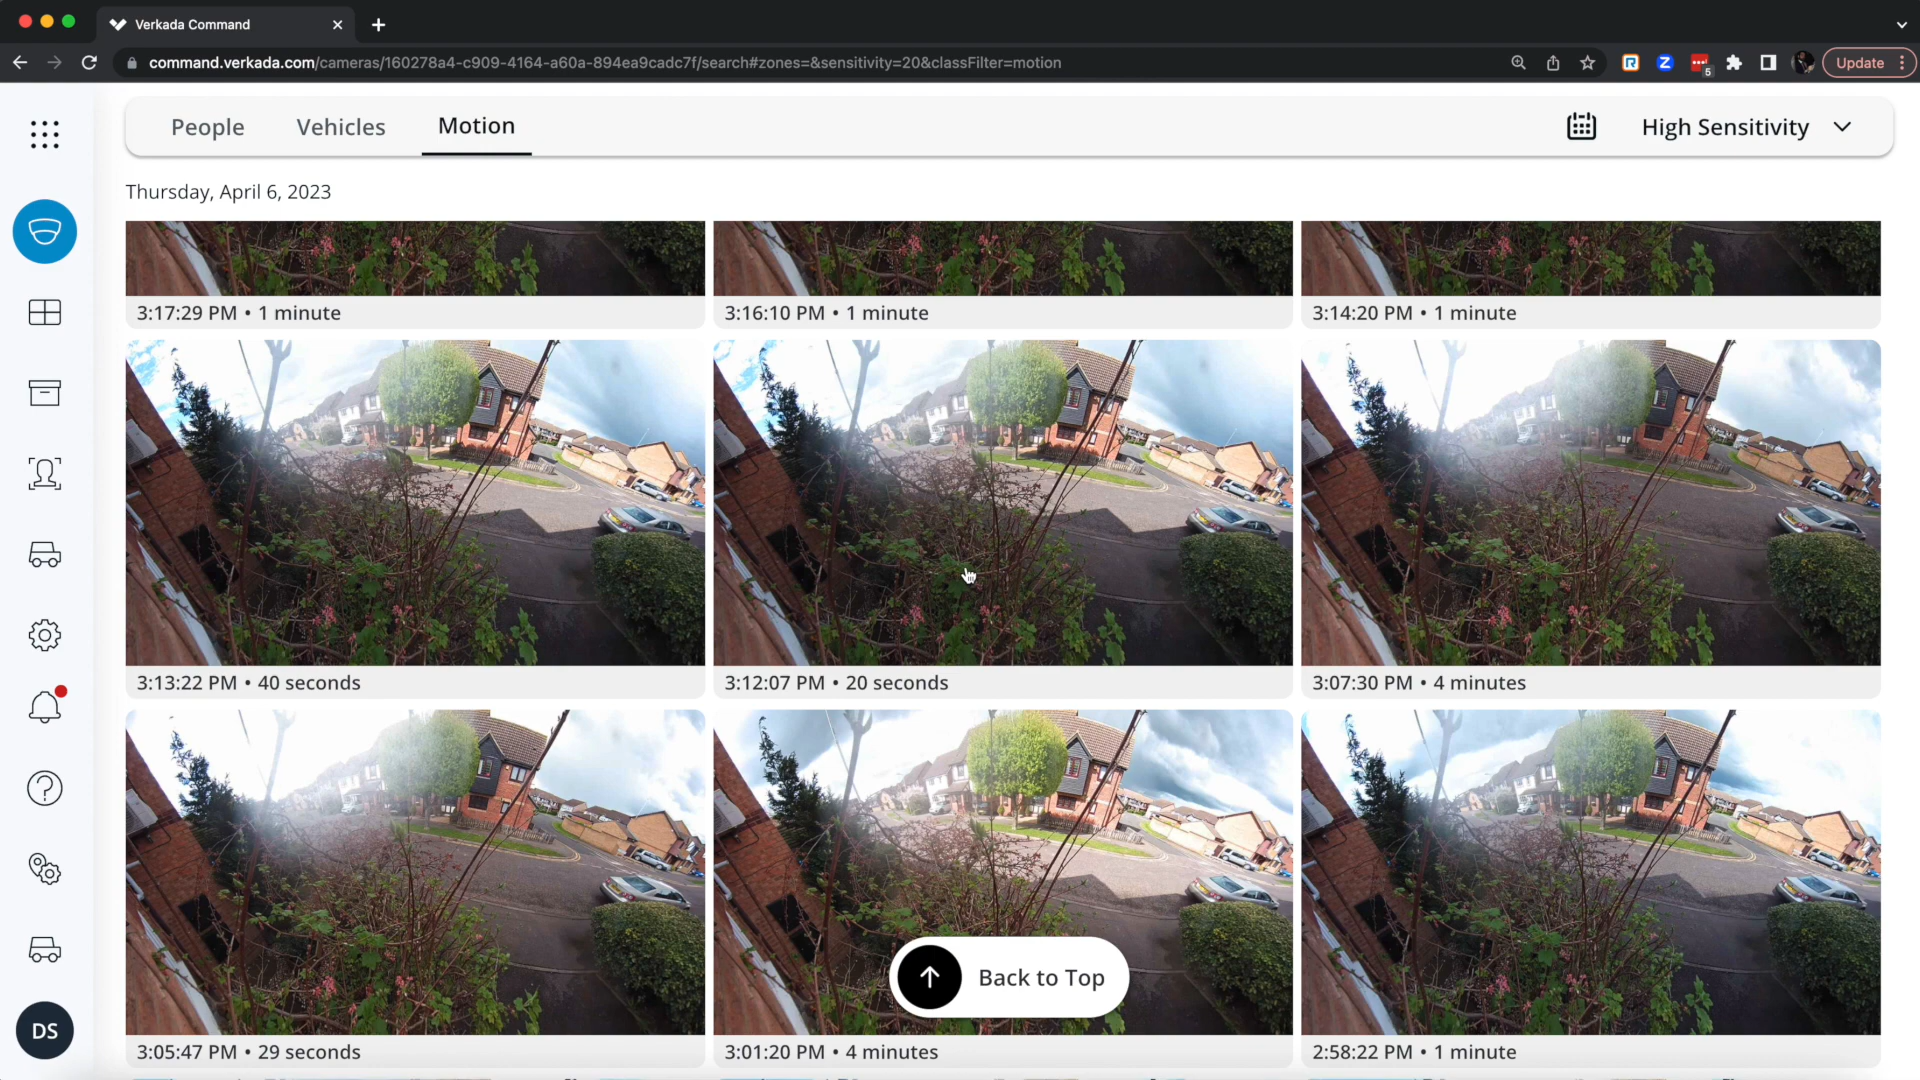 Verkada Command
command.verkada.com/cameras/160278a4-c909-4164-a60a-894ea9cadc7f/search#zones=&sensitivity=20&classFilter=motion
5
Update
People
Vehicles
Motion
High Sensitivity
Thursday, April 6, 2023
3:17:29 PM • 1 minute
3:16:10 PM • 1 minute
3:14:20 PM • 1 minute
3:13:22 PM • 40 seconds
3:12:07 PM • 20 seconds
3:07:30 PM • 4 minutes
Back to Top
3:05:47 PM • 29 seconds
3:01:20 PM • 4 minutes
2:58:22 PM • 1 minute
DS